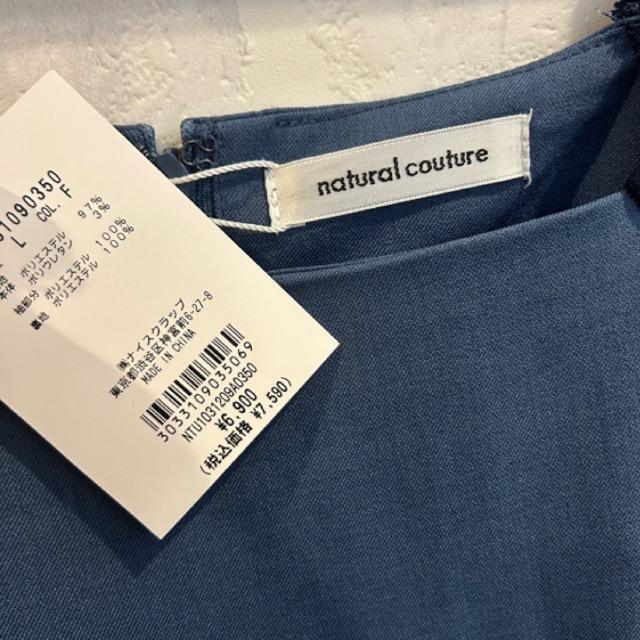 31090350
L COL. F
本体 ポリエステル 97%
ポリウレタン 3%
袖部分 ポリエステル 100%
裏地 ポリエステル 100%
㈱ナイスクラップ
東京都渋谷区神宮前6-27-8
MADE IN CHINA
3033109035069
NTU1031209A0350
¥6,900
(税込価格 ¥7,590)
natural couture